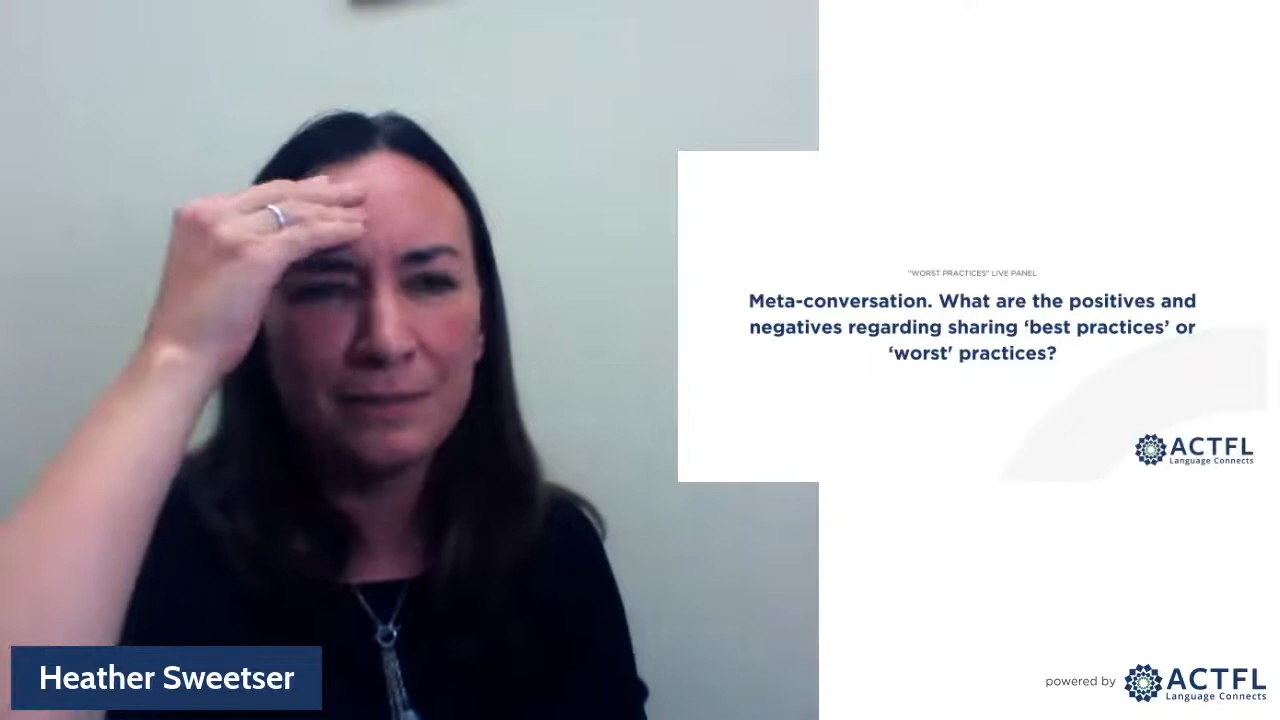 "WORST PRACTICES" LIVE PANEL
Meta-conversation. What are the positives and
negatives regarding sharing ‘best practices’ or
‘worst' practices?
ACTFL
Language Connects
Heather Sweetser
powered by ACTFL
Language Connects